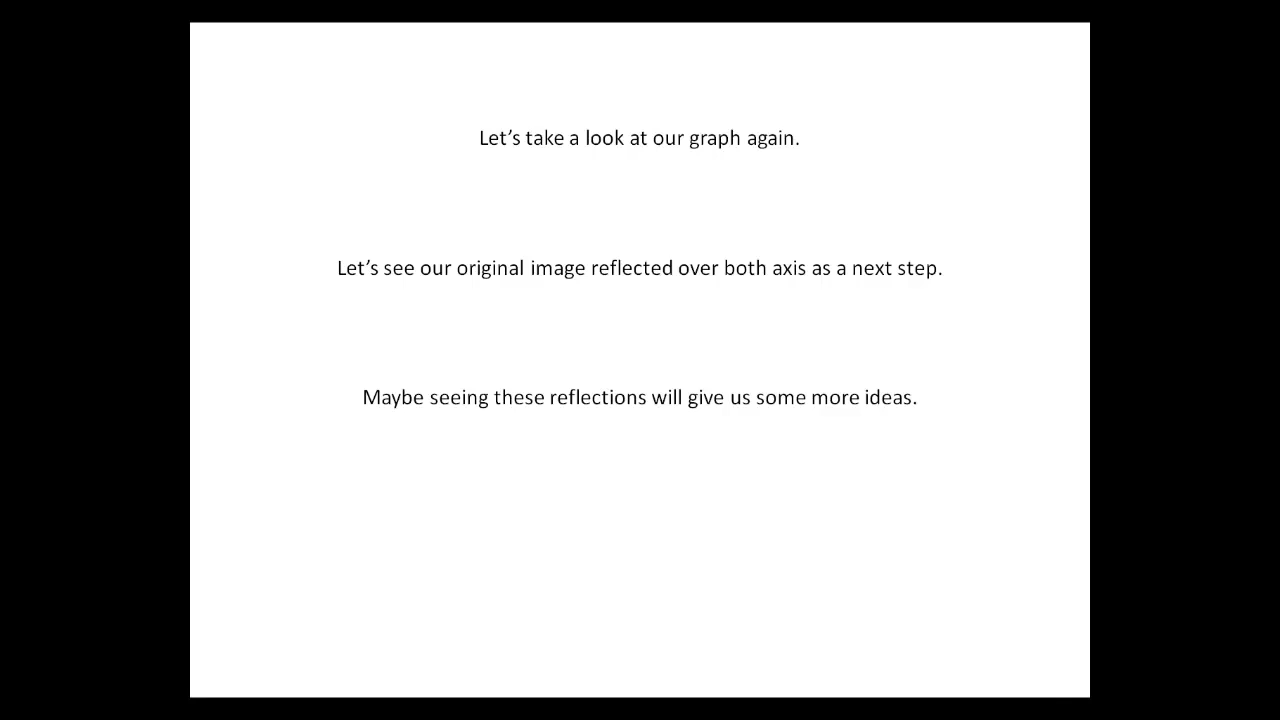 Let’s take a look at our graph again.
Let’s see our original image reflected over both axis as a next step.
Maybe seeing these reflections will give us some more ideas.